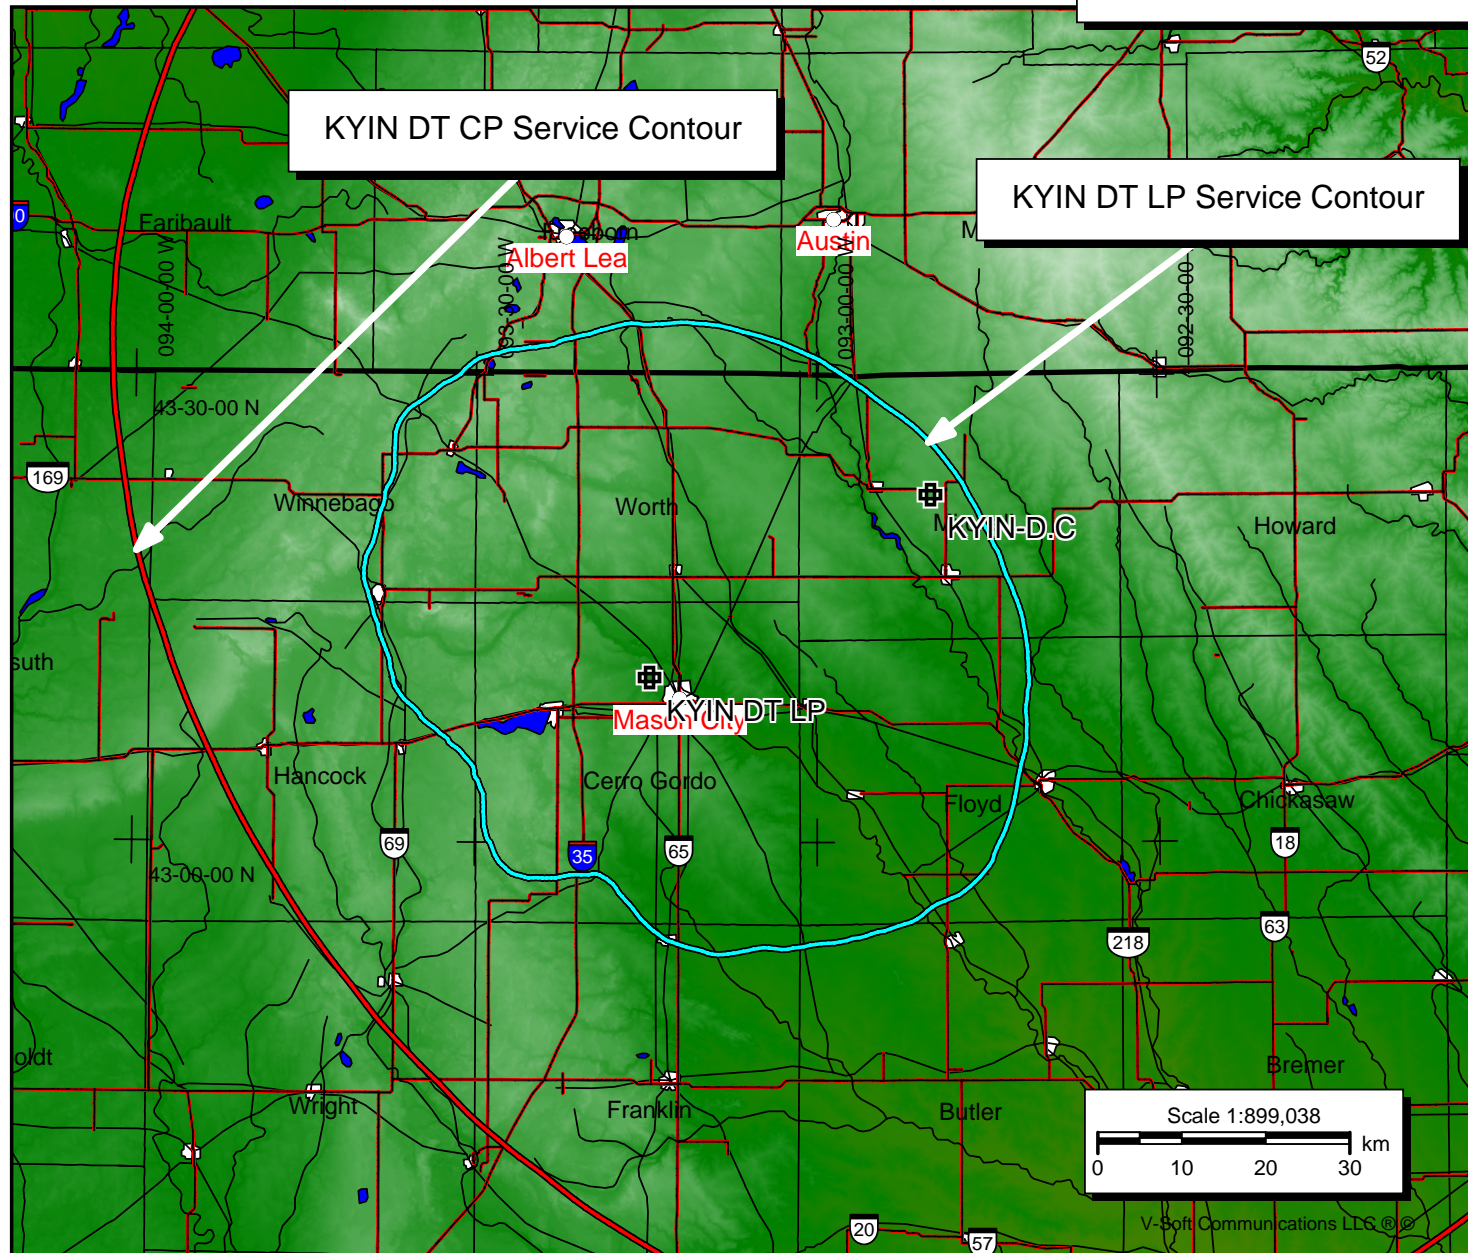 52
KYIN DT CP Service Contour
KYIN DT LP Service Contour
Faribault
Austin
Albert Lea
094-00-00 W
093-30-00 W
093-00-00 W
092-30-00
43-30-00 N
169
Winnebago
Worth
KYIN-D.C
Howard
KYIN DT LP
Mason City
Hancock
Cerro Gordo
Floyd
Chickasaw
69
35
65
18
43-00-00 N
63
218
Bremer
Wright
Franklin
Butler
Scale 1:899,038
km
0 10 20 30
20
57
V-Soft Communications LLC ® ©